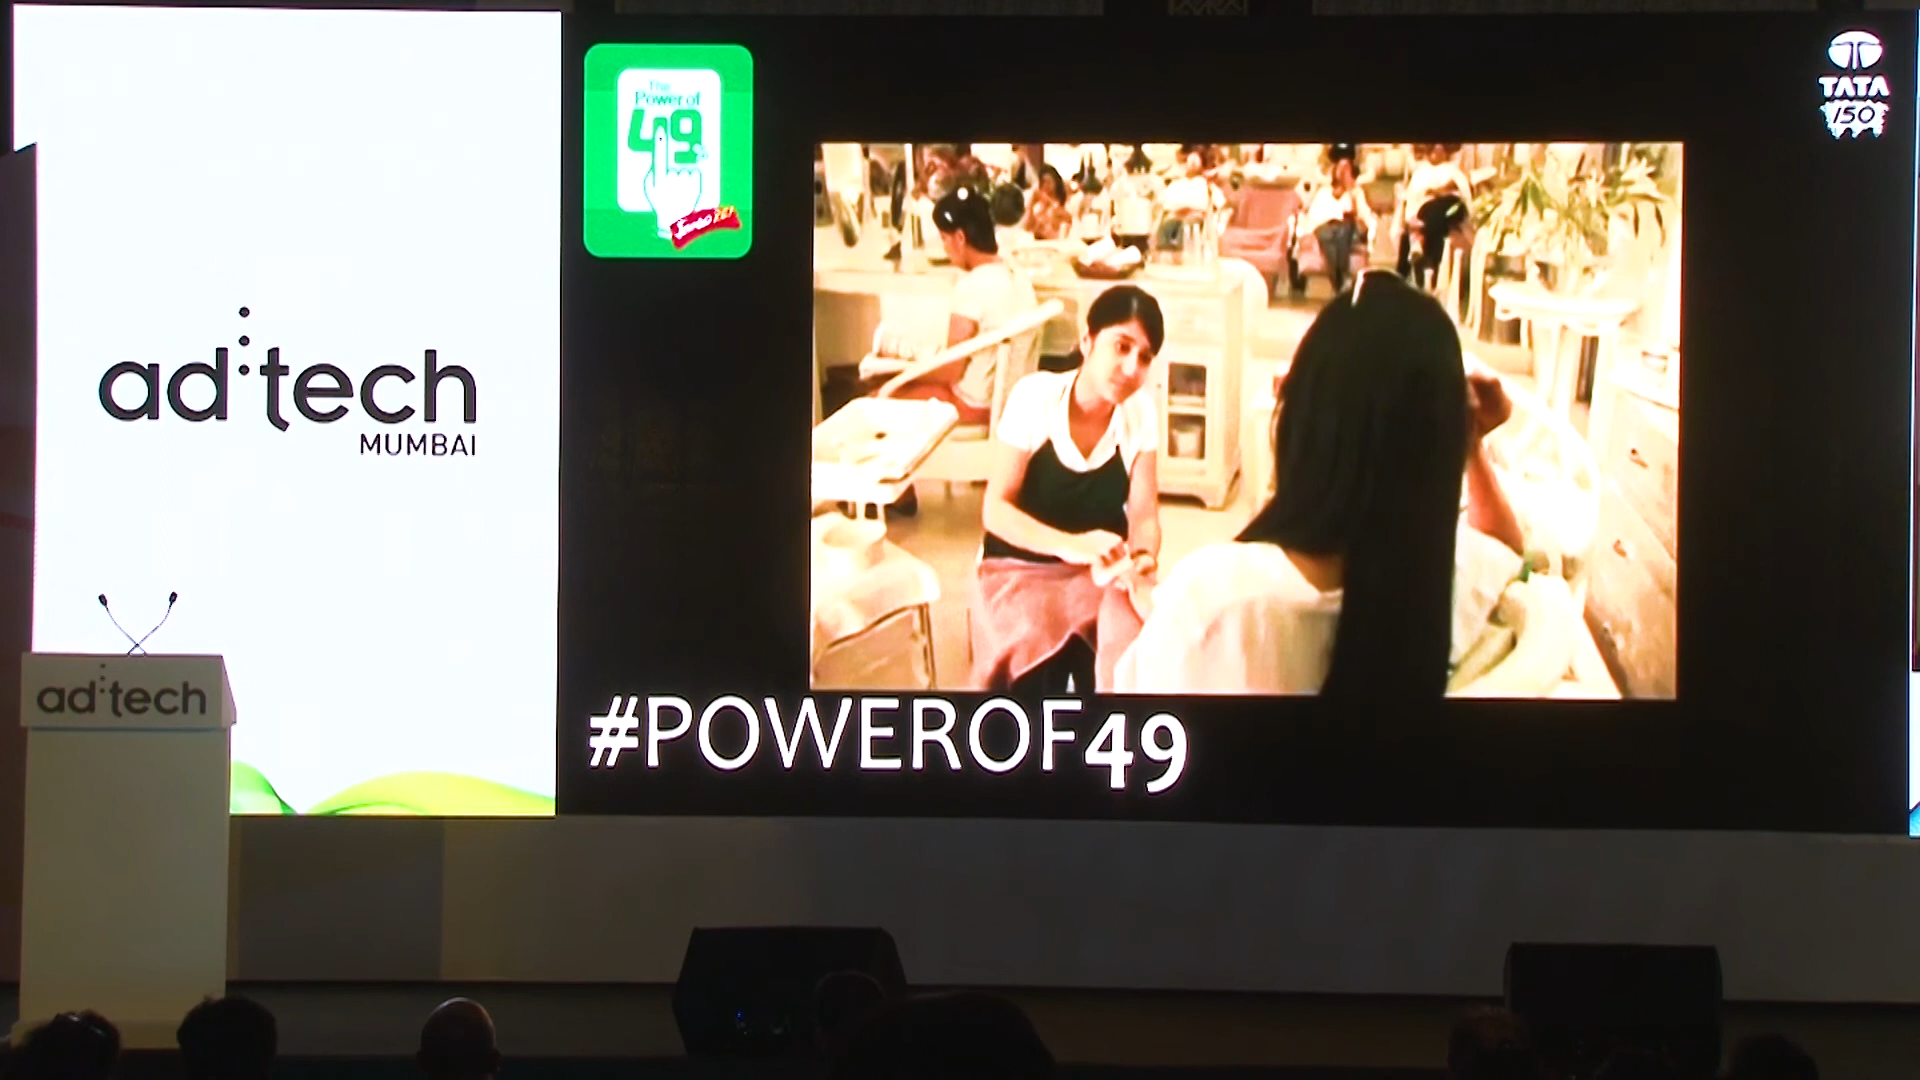 ad:tech
MUMBAI
ad:tech
The
Power of
49
#POWEROF49
TATA
150